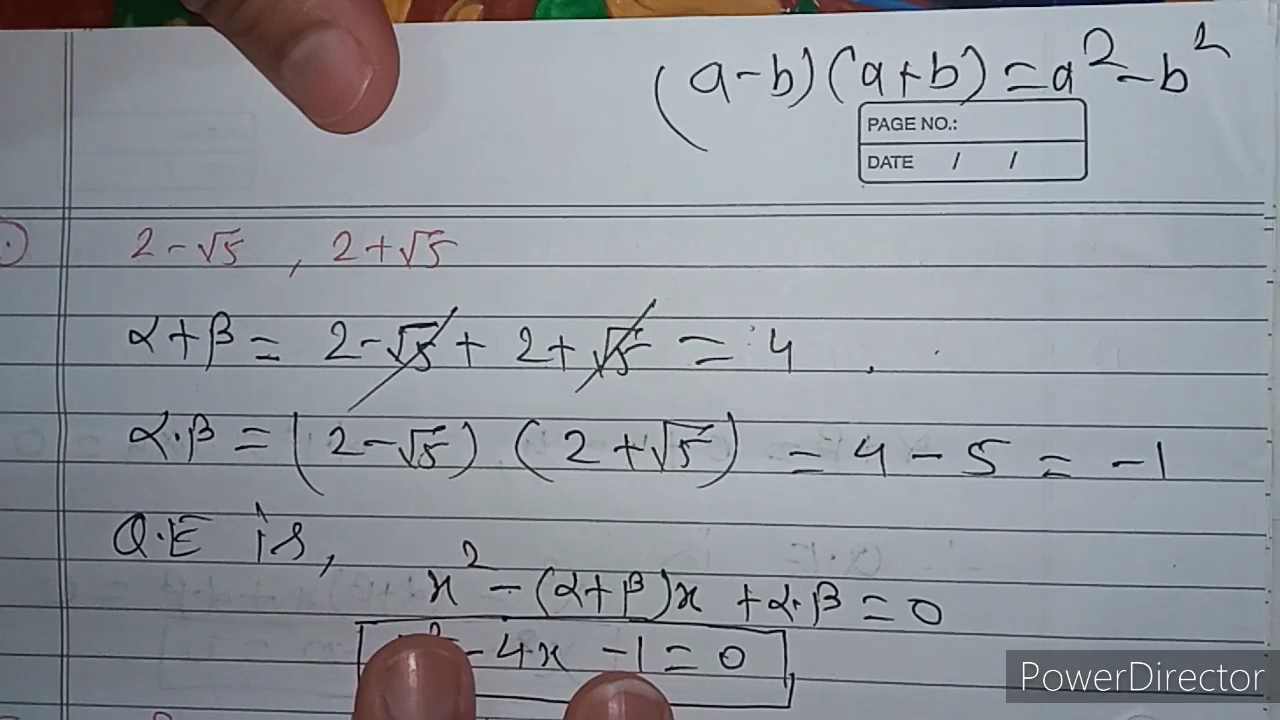 (a-b)(a+b)=a²-b²
PAGE NO.:
DATE / /
2-√5 , 2+√5
α+β = 2-√5 + 2+√5 = 4
α.β = (2-√5) (2+√5) = 4-5 = -1
Q.E is,
x² - (α+β)x + α.β = 0
- 4x - 1 = 0
PowerDirector